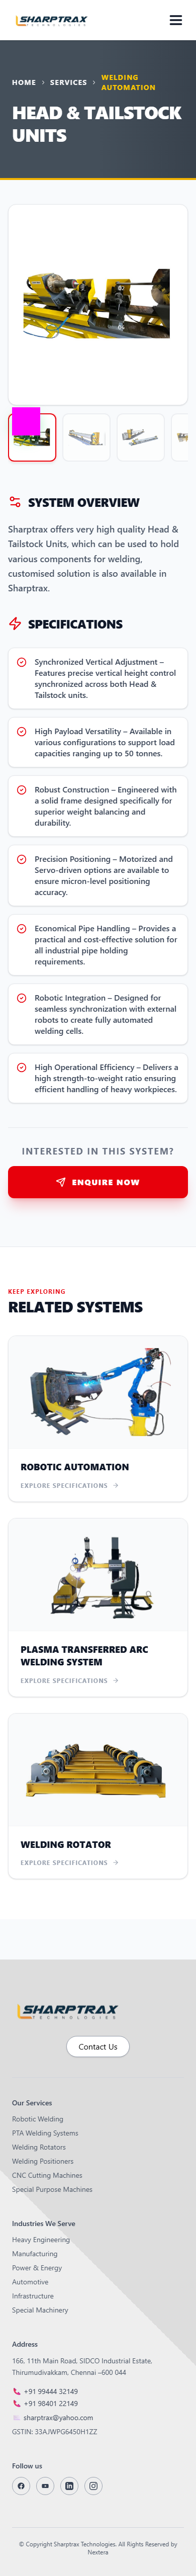 SHARPTRAX
TECHNOLOGIES
HOME > SERVICES > WELDING AUTOMATION
HEAD & TAILSTOCK
UNITS
SYSTEM OVERVIEW
Sharptrax offers very high quality Head &
Tailstock Units, which can be used to hold
various components for welding,
customised solution is also available in
Sharptrax.
SPECIFICATIONS
Synchronized Vertical Adjustment –
Features precise vertical height control
synchronized across both Head &
Tailstock units.
High Payload Versatility – Available in
various configurations to support load
capacities ranging up to 50 tonnes.
Robust Construction – Engineered with
a solid frame designed specifically for
superior weight balancing and
durability.
Precision Positioning – Motorized and
Servo-driven options are available to
ensure micron-level positioning
accuracy.
Economical Pipe Handling – Provides a
practical and cost-effective solution for
all industrial pipe holding
requirements.
Robotic Integration – Designed for
seamless synchronization with external
robots to create fully automated
welding cells.
High Operational Efficiency – Delivers a
high strength-to-weight ratio ensuring
efficient handling of heavy workpieces.
INTERESTED IN THIS SYSTEM?
ENQUIRE NOW
KEEP EXPLORING
RELATED SYSTEMS
ROBOTIC AUTOMATION
EXPLORE SPECIFICATIONS →
PLASMA TRANSFERRED ARC
WELDING SYSTEM
EXPLORE SPECIFICATIONS →
WELDING ROTATOR
EXPLORE SPECIFICATIONS →
SHARPTRAX
TECHNOLOGIES
Contact Us
Our Services
Robotic Welding
PTA Welding Systems
Welding Rotators
Welding Positioners
CNC Cutting Machines
Special Purpose Machines
Industries We Serve
Heavy Engineering
Manufacturing
Power & Energy
Automotive
Infrastructure
Special Machinery
Address
166, 11th Main Road, SIDCO Industrial Estate,
Thirumudivakkam, Chennai –600 044
+91 99444 32149
+91 98401 22149
sharptrax@yahoo.com
GSTIN: 33AJWPG6450H1ZZ
Follow us
© Copyright Sharptrax Technologies. All Rights Reserved by
Nextera